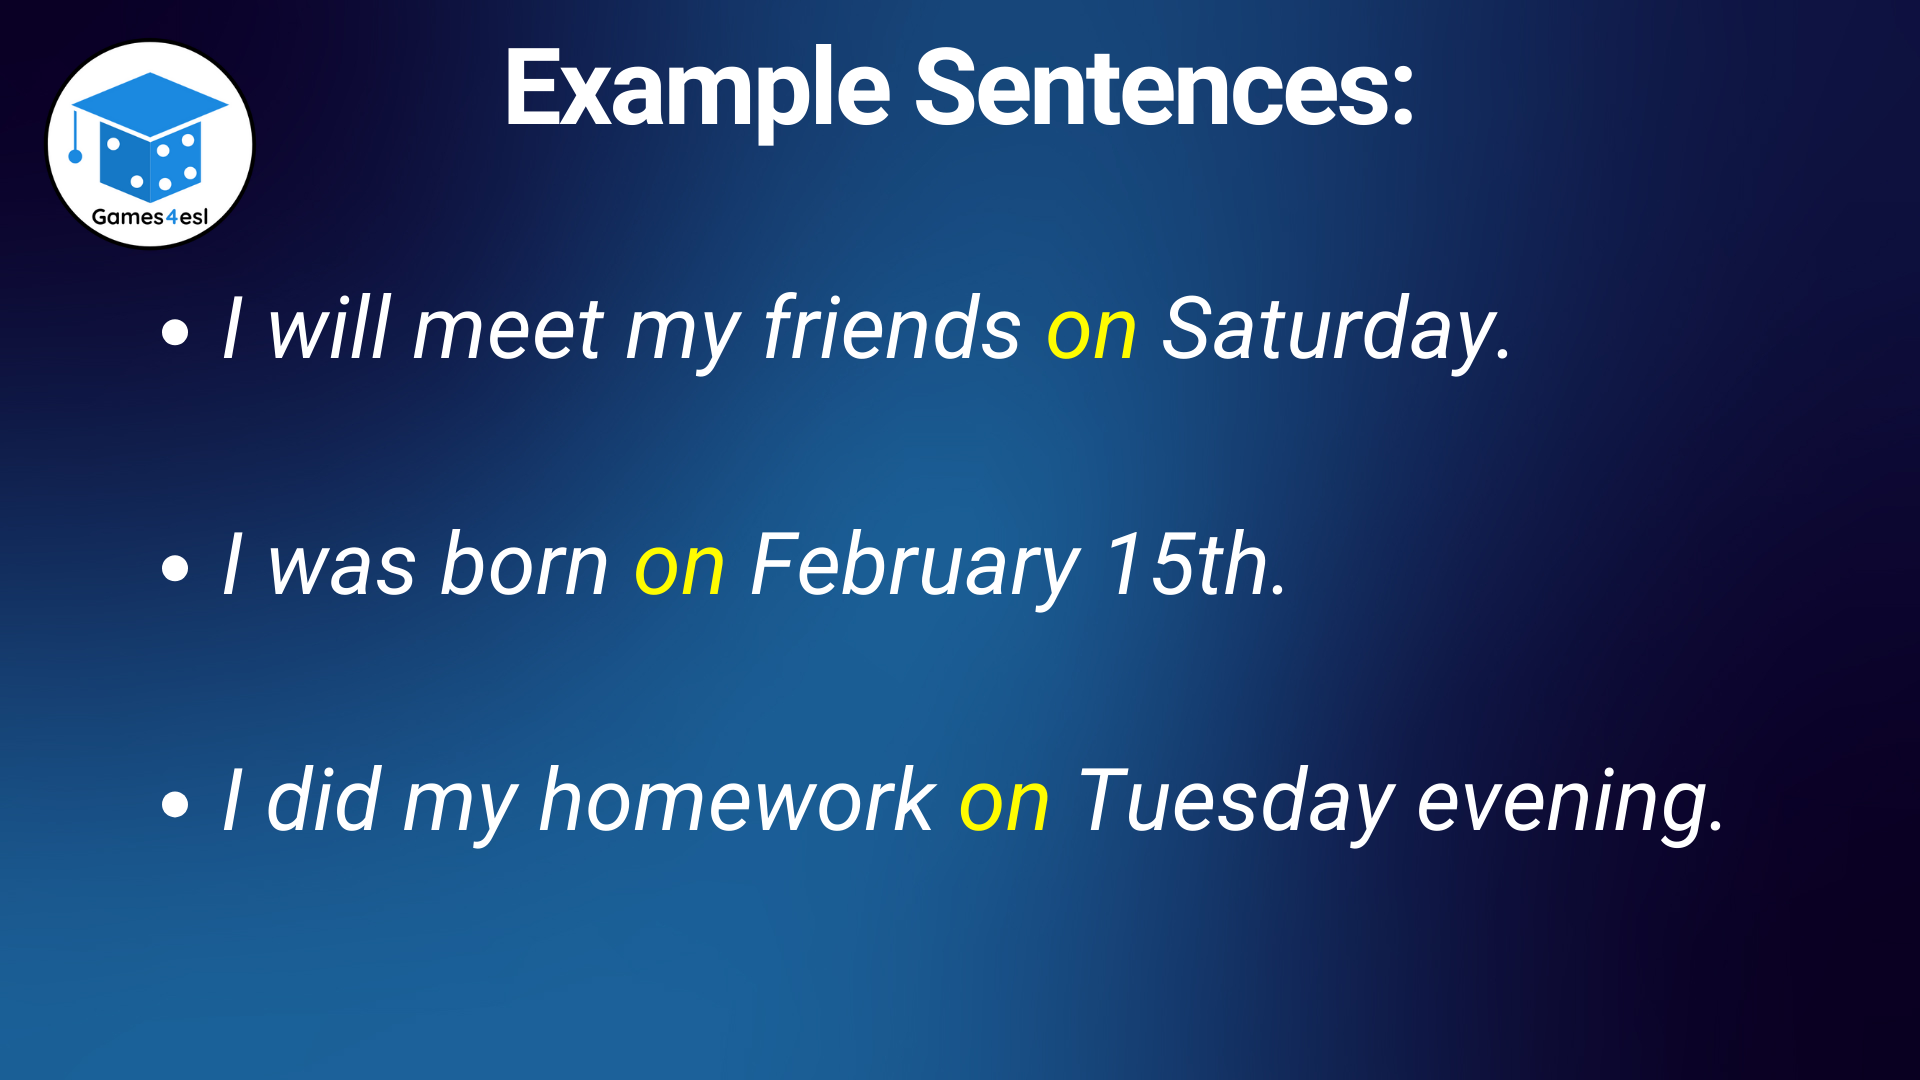 Example Sentences:
Games4esl
• I will meet my friends on Saturday.
• I was born on February 15th.
• I did my homework on Tuesday evening.